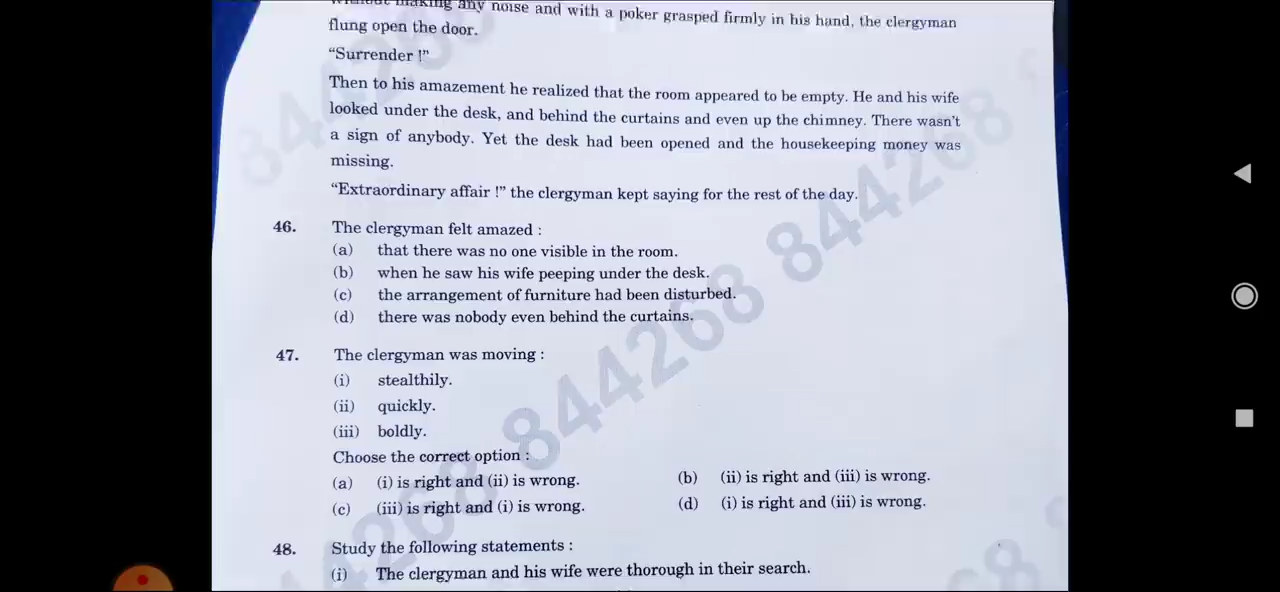 without making any noise and with a poker grasped firmly in his hand, the clergyman
flung open the door.
“Surrender !”
Then to his amazement he realized that the room appeared to be empty. He and his wife
looked under the desk, and behind the curtains and even up the chimney. There wasn’t
a sign of anybody. Yet the desk had been opened and the housekeeping money was
missing.
“Extraordinary affair !” the clergyman kept saying for the rest of the day.
46. The clergyman felt amazed :
(a) that there was no one visible in the room.
(b) when he saw his wife peeping under the desk.
(c) the arrangement of furniture had been disturbed.
(d) there was nobody even behind the curtains.
47. The clergyman was moving :
(i) stealthily.
(ii) quickly.
(iii) boldly.
Choose the correct option :
(a) (i) is right and (ii) is wrong. (b) (ii) is right and (iii) is wrong.
(c) (iii) is right and (i) is wrong. (d) (i) is right and (iii) is wrong.
48. Study the following statements :
(i) The clergyman and his wife were thorough in their search.
844268 844268 844268